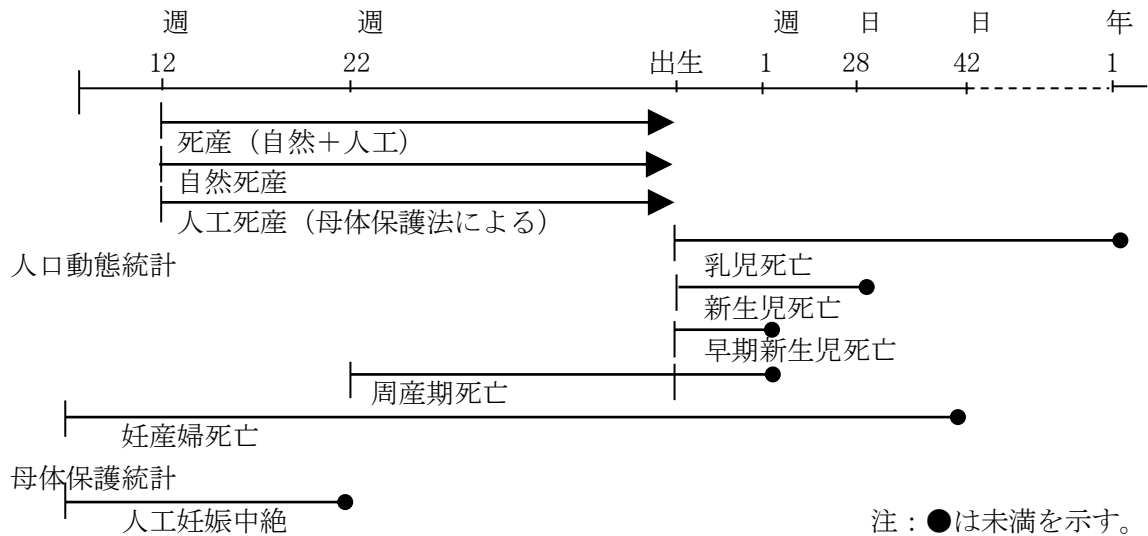 週 週 週 日 日 年
12 22 出生 1 28 42 1
死産（自然＋人工）
自然死産
人工死産（母体保護法による）
人口動態統計
乳児死亡
新生児死亡
早期新生児死亡
周産期死亡
妊産婦死亡
母体保護統計
人工妊娠中絶
注：●は未満を示す。